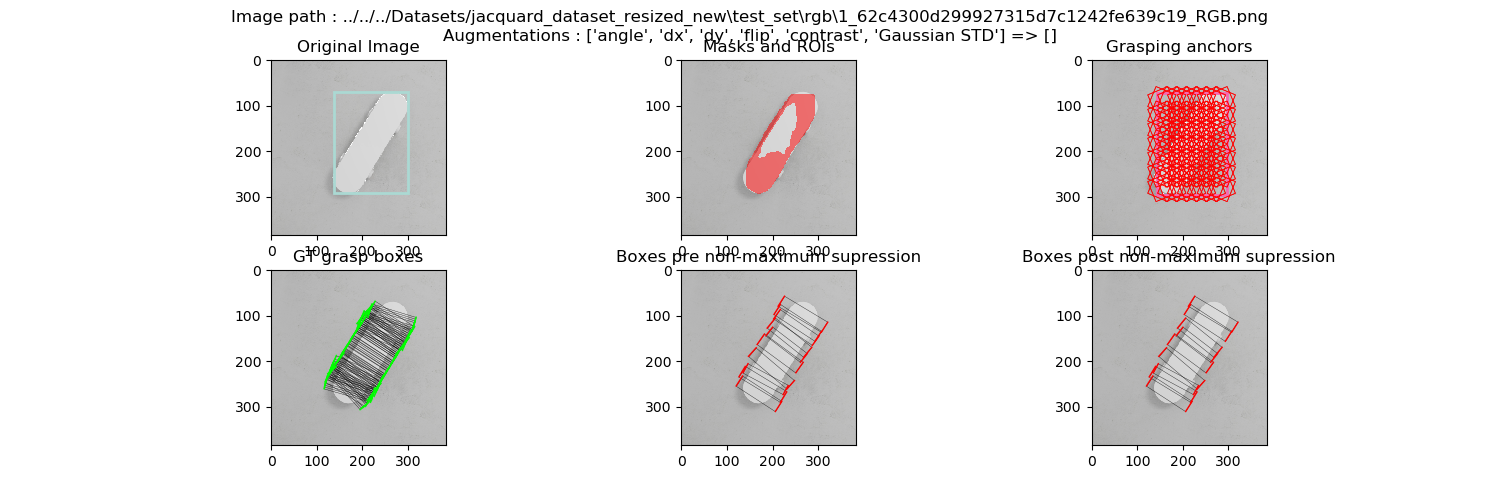 Image path : ../../../Datasets/jacquard_dataset_resized_new\test_set\rgb\1_62c4300d299927315d7c1242fe639c19_RGB.png
Augmentations : ['angle', 'dx', 'dy', 'flip', 'contrast', 'Gaussian STD'] => []
Original Image
Masks and ROIs
Grasping anchors
0
100
200
300
0 100 200 300
0
100
200
300
0 100 200 300
0
100
200
300
0 100 200 300
GT grasp boxes
Boxes pre non-maximum supression
Boxes post non-maximum supression
0
100
200
300
0 100 200 300
0
100
200
300
0 100 200 300
0
100
200
300
0 100 200 300